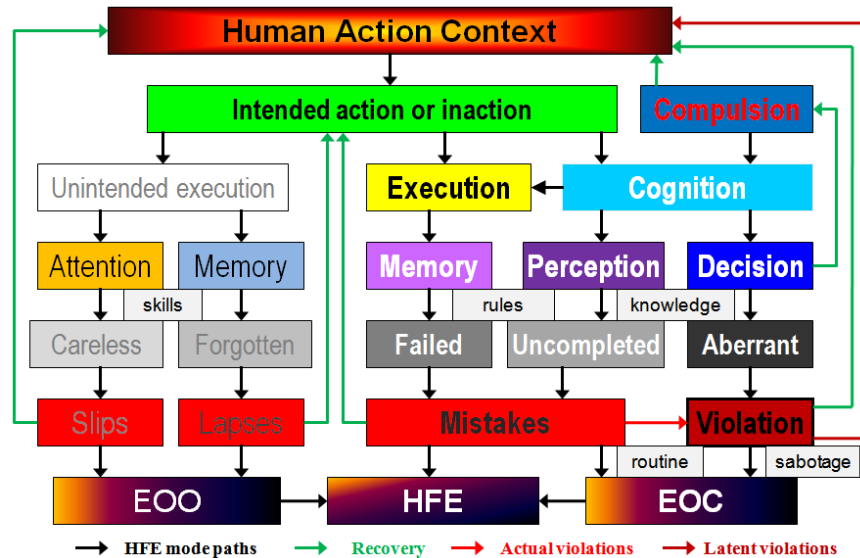 Human Action Context
Intended action or inaction
Compulsion
Unintended execution
Execution
Cognition
Attention
Memory
Memory
Perception
Decision
skills
rules
knowledge
Careless
Forgotten
Failed
Uncompleted
Aberrant
Slips
Lapses
Mistakes
Violation
routine
sabotage
EOO
HFE
EOC
HFE mode paths
Recovery
Actual violations
Latent violations